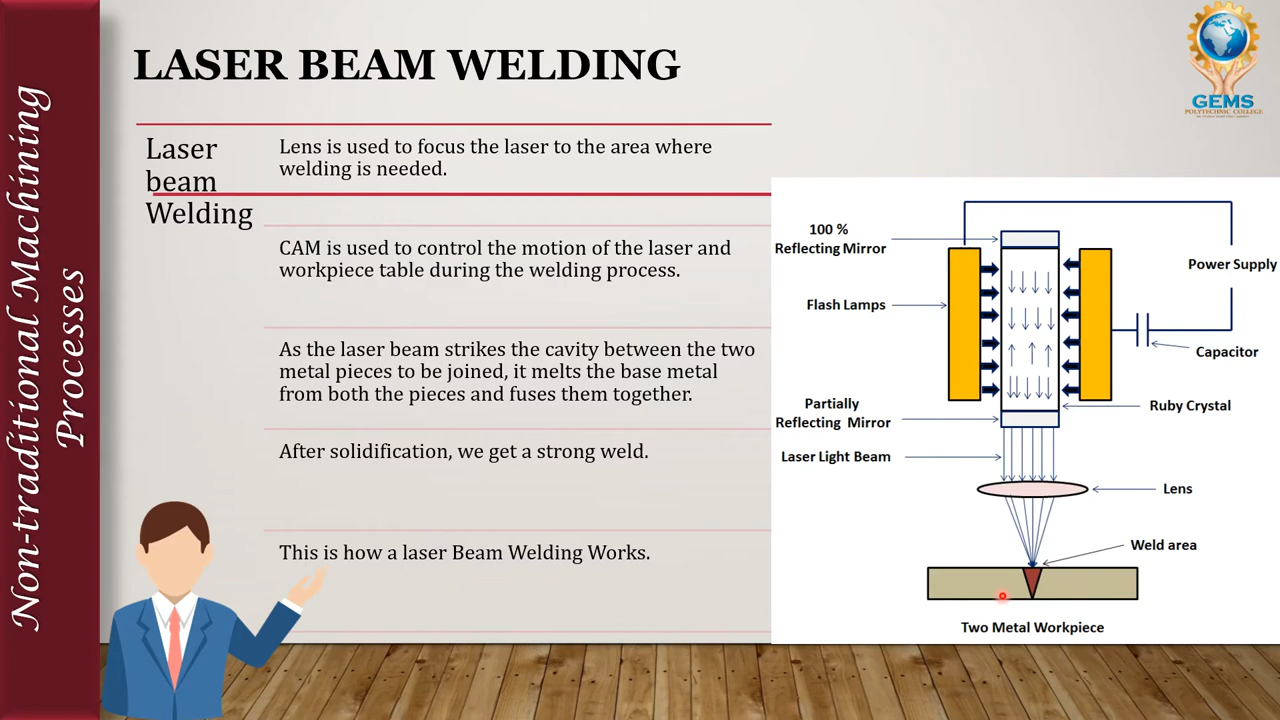 LASER BEAM WELDING
GEMS
POLYTECHNIC COLLEGE
Non-traditional Machining
Processes
Laser
beam
Welding
Lens is used to focus the laser to the area where
welding is needed.
CAM is used to control the motion of the laser and
workpiece table during the welding process.
As the laser beam strikes the cavity between the two
metal pieces to be joined, it melts the base metal
from both the pieces and fuses them together.
After solidification, we get a strong weld.
This is how a laser Beam Welding Works.
100 %
Reflecting Mirror
Power Supply
Flash Lamps
Capacitor
Partially
Reflecting Mirror
Ruby Crystal
Laser Light Beam
Lens
Weld area
Two Metal Workpiece